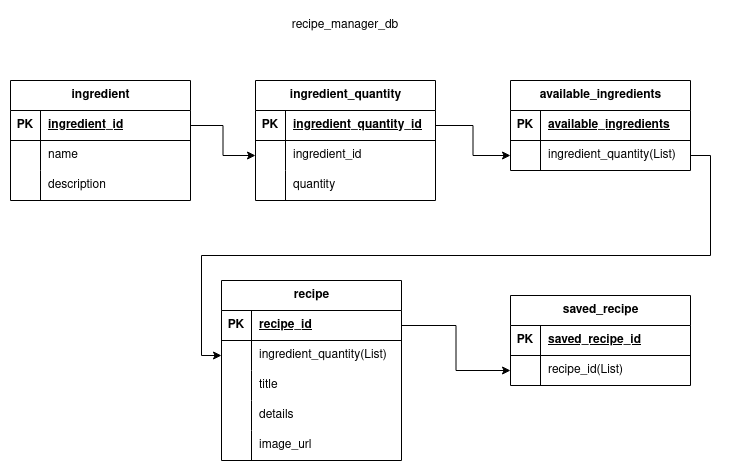 recipe_manager_db
ingredient
PK ingredient_id
name
description
ingredient_quantity
PK ingredient_quantity_id
ingredient_id
quantity
available_ingredients
PK available_ingredients
ingredient_quantity(List)
recipe
PK recipe_id
ingredient_quantity(List)
title
details
image_url
saved_recipe
PK saved_recipe_id
recipe_id(List)